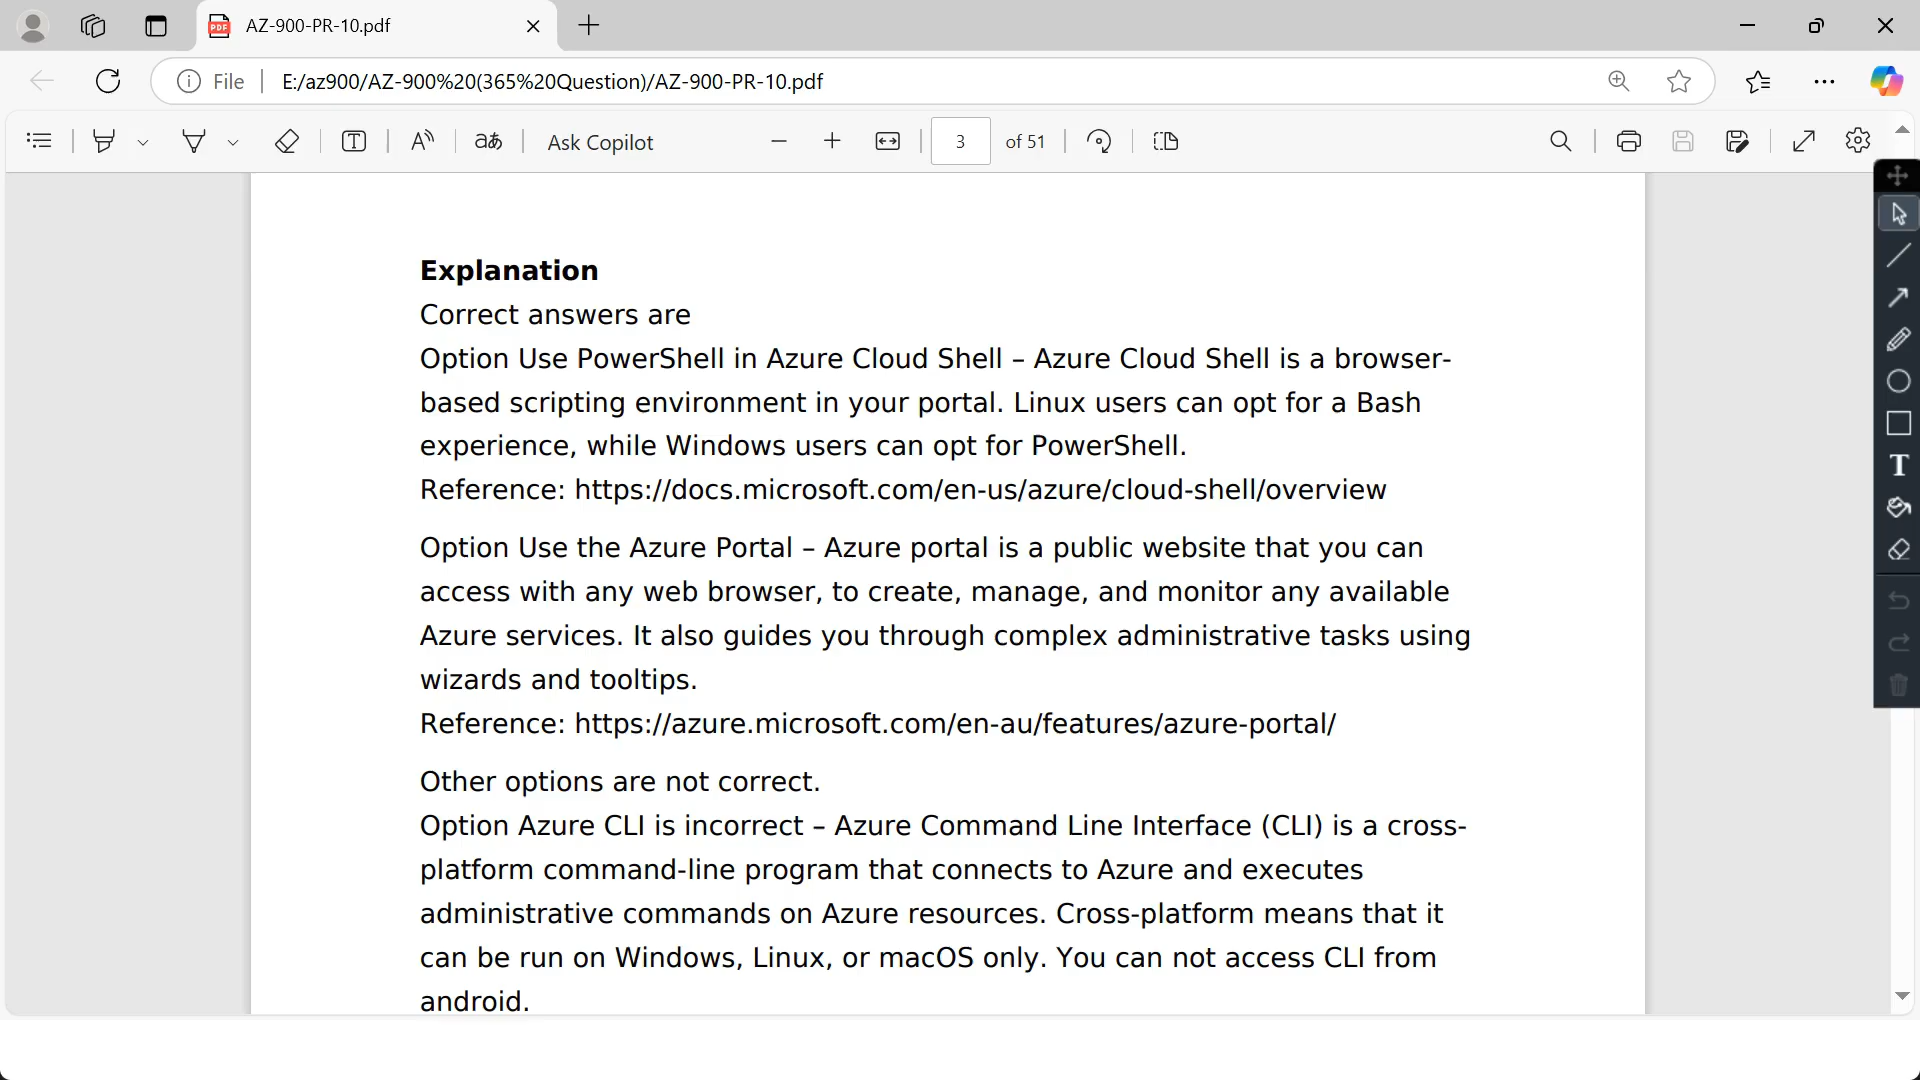 AZ-900-PR-10.pdf
File
E:/az900/AZ-900%20(365%20Question)/AZ-900-PR-10.pdf
Ask Copilot
3 of 51
Explanation
Correct answers are
Option Use PowerShell in Azure Cloud Shell – Azure Cloud Shell is a browser-
based scripting environment in your portal. Linux users can opt for a Bash
experience, while Windows users can opt for PowerShell.
Reference: https://docs.microsoft.com/en-us/azure/cloud-shell/overview
Option Use the Azure Portal – Azure portal is a public website that you can
access with any web browser, to create, manage, and monitor any available
Azure services. It also guides you through complex administrative tasks using
wizards and tooltips.
Reference: https://azure.microsoft.com/en-au/features/azure-portal/
Other options are not correct.
Option Azure CLI is incorrect – Azure Command Line Interface (CLI) is a cross-
platform command-line program that connects to Azure and executes
administrative commands on Azure resources. Cross-platform means that it
can be run on Windows, Linux, or macOS only. You can not access CLI from
android.